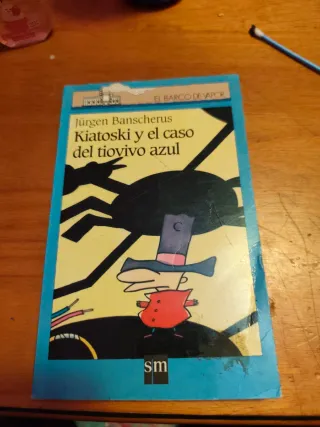 EL BARCO DE VAPOR
Jürgen Banscherus
Kiatoski y el caso
del tiovivo azul
sm